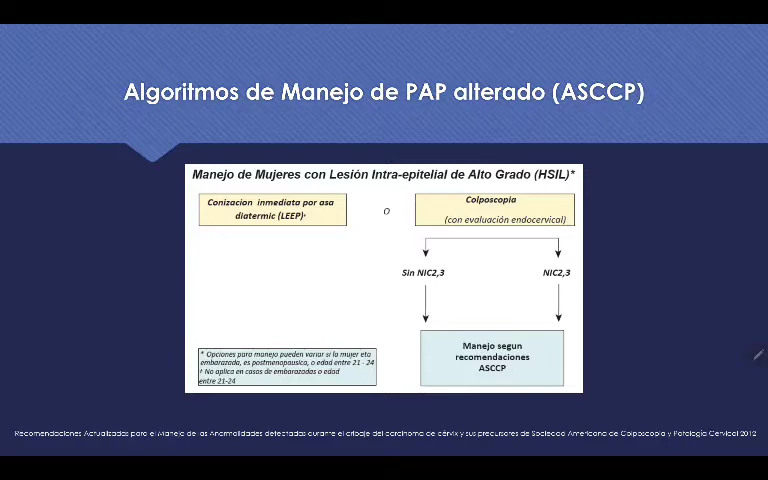 Algoritmos de Manejo de PAP alterado (ASCCP)
Manejo de Mujeres con Lesión Intra-epitelial de Alto Grado (HSIL)*
Conizacion inmediata por asa
diatermic (LEEP)
O
Colposcopia
(con evaluación endocervical)
Sin NIC2,3
NIC2,3
Manejo segun
recomendaciones
ASCCP
* Opciones para manejo pueden variar si la mujer eta
embarazada, es postmenopausica, o edad entre 21 - 24
‡ No aplica en casos de embarazadas o edad
entre 21-24
Recomendaciones Actualizadas para el Manejo de las Anormalidades detectadas durante el cribaje del carcinoma de cérvix y sus precursores de Sociedad Americana de Colposcopia y Patología Cervical 2012